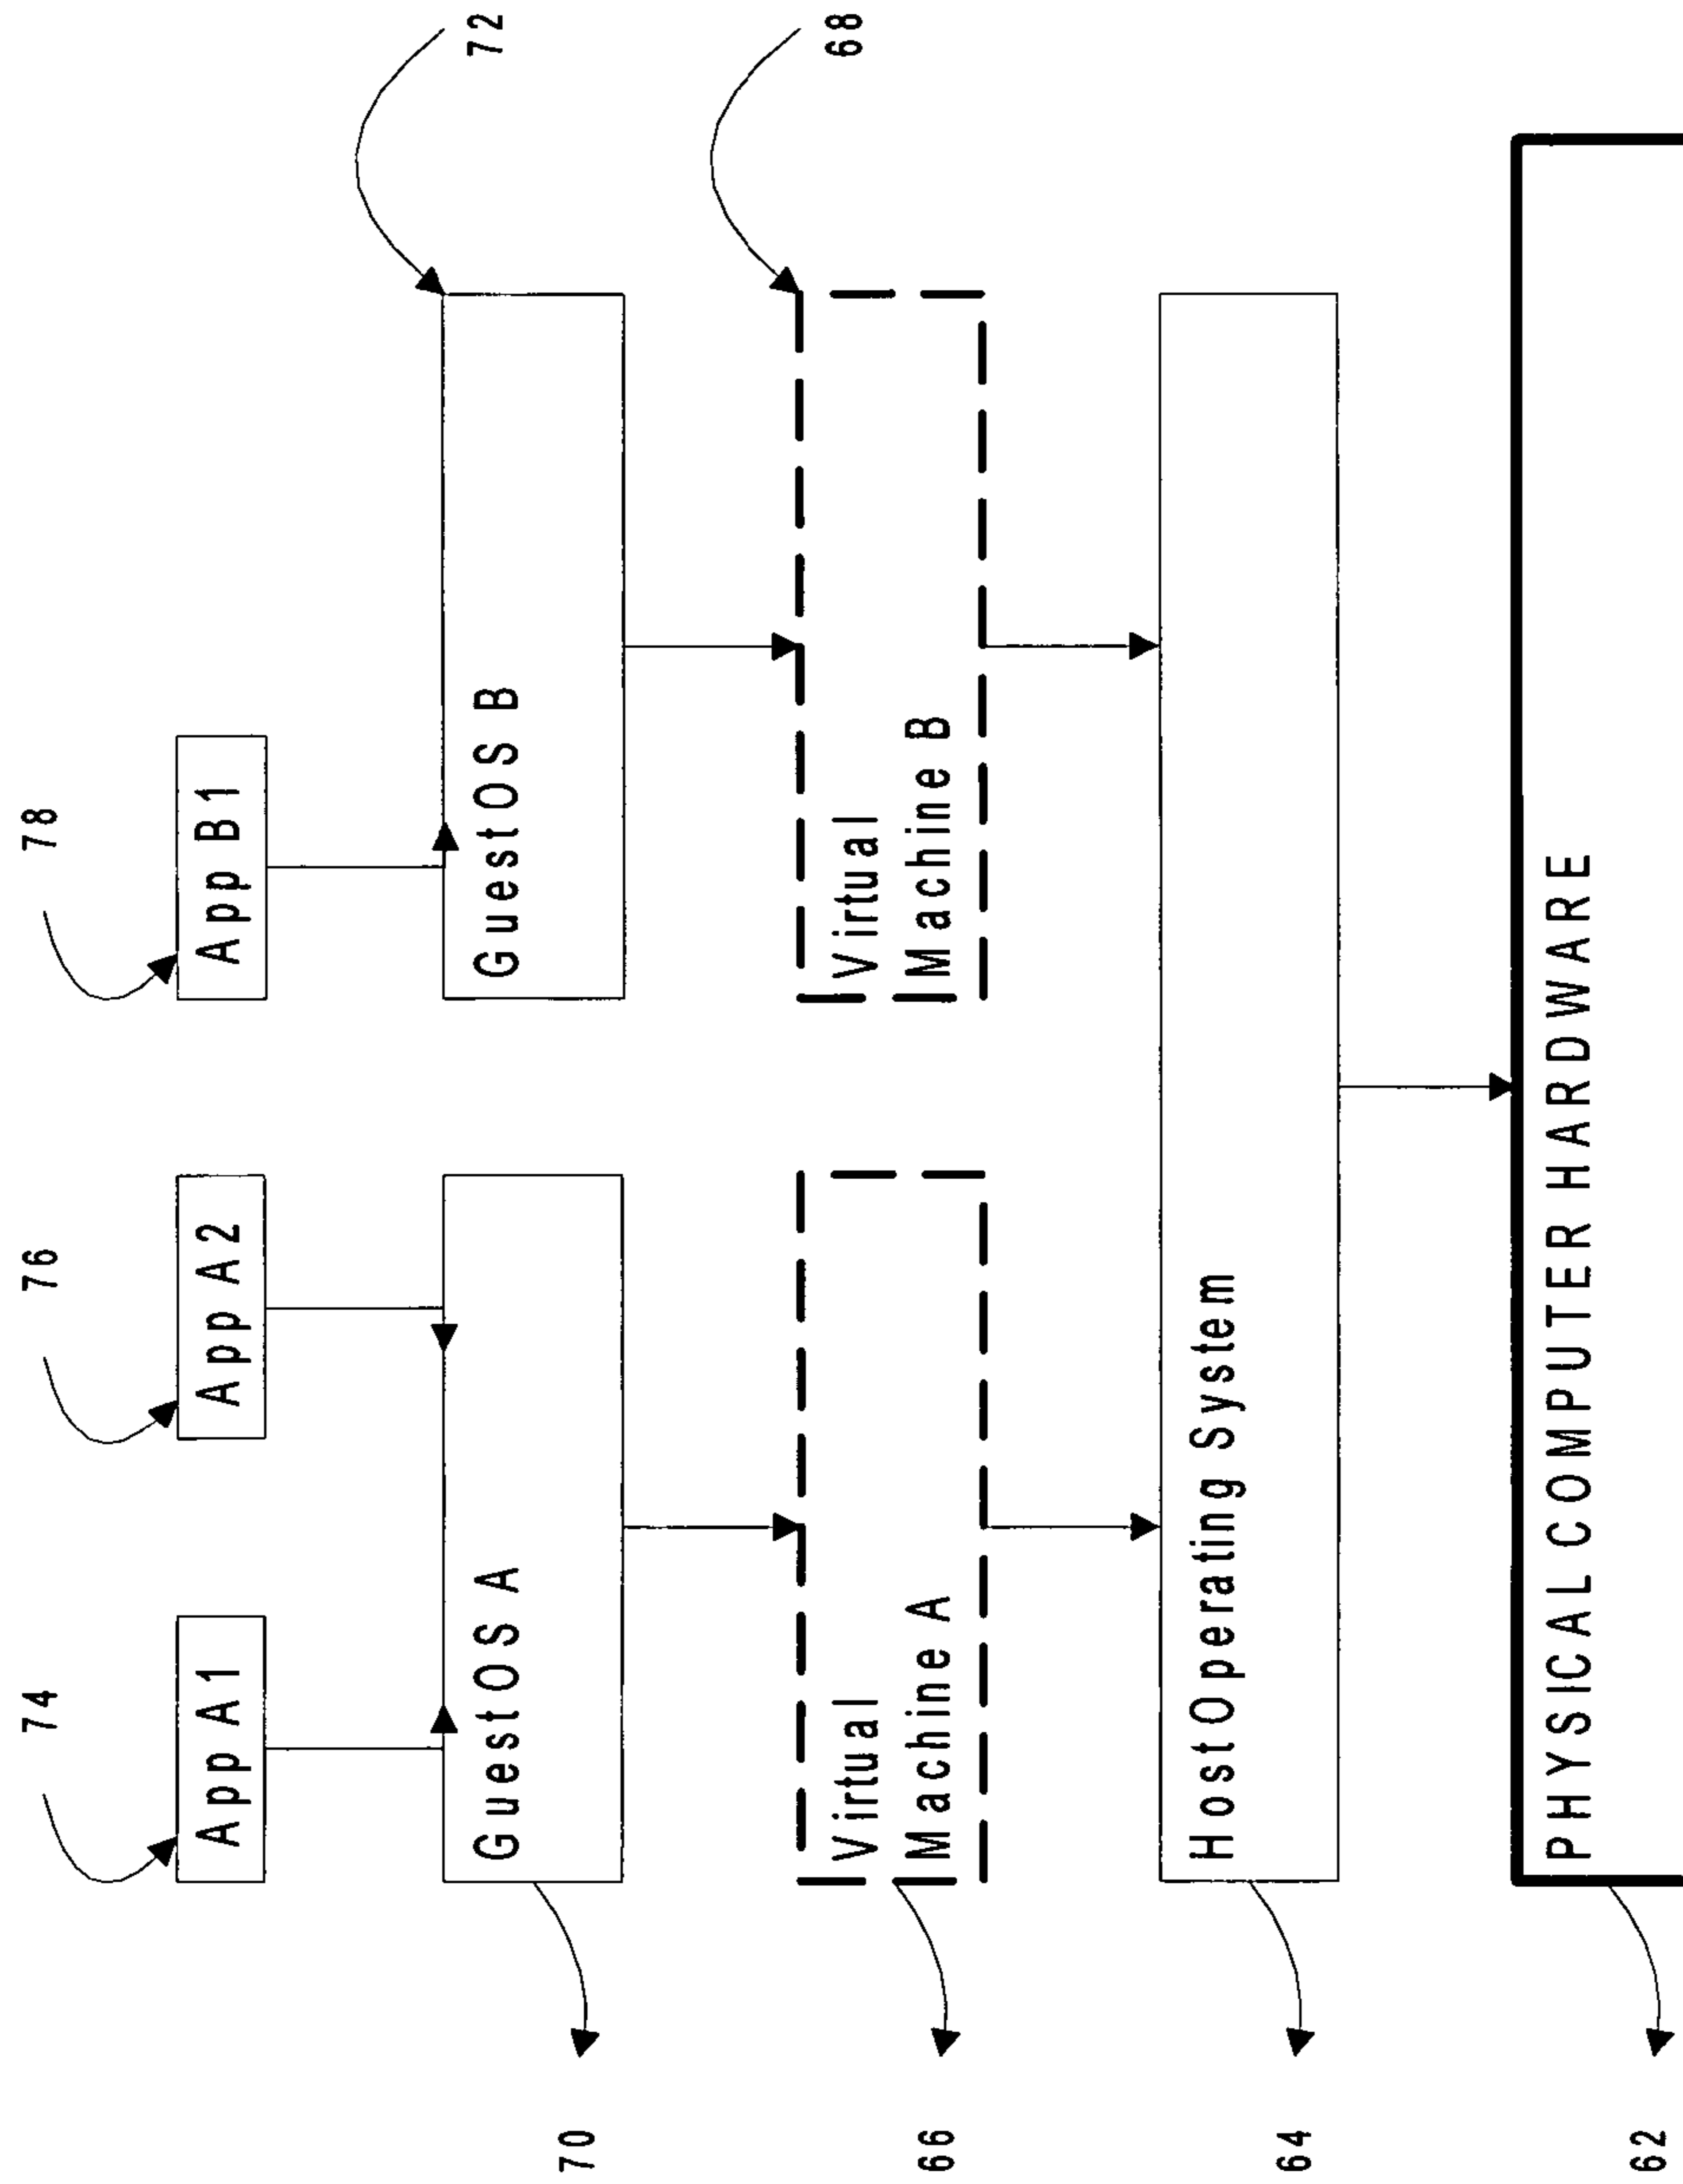 74
76
78
App A1
App A2
App B1
72
Guest OS A
Guest OS B
70
68
Virtual
Machine A
Virtual
Machine B
66
Host Operating System
64
PHYSICAL COMPUTER HARDWARE
62